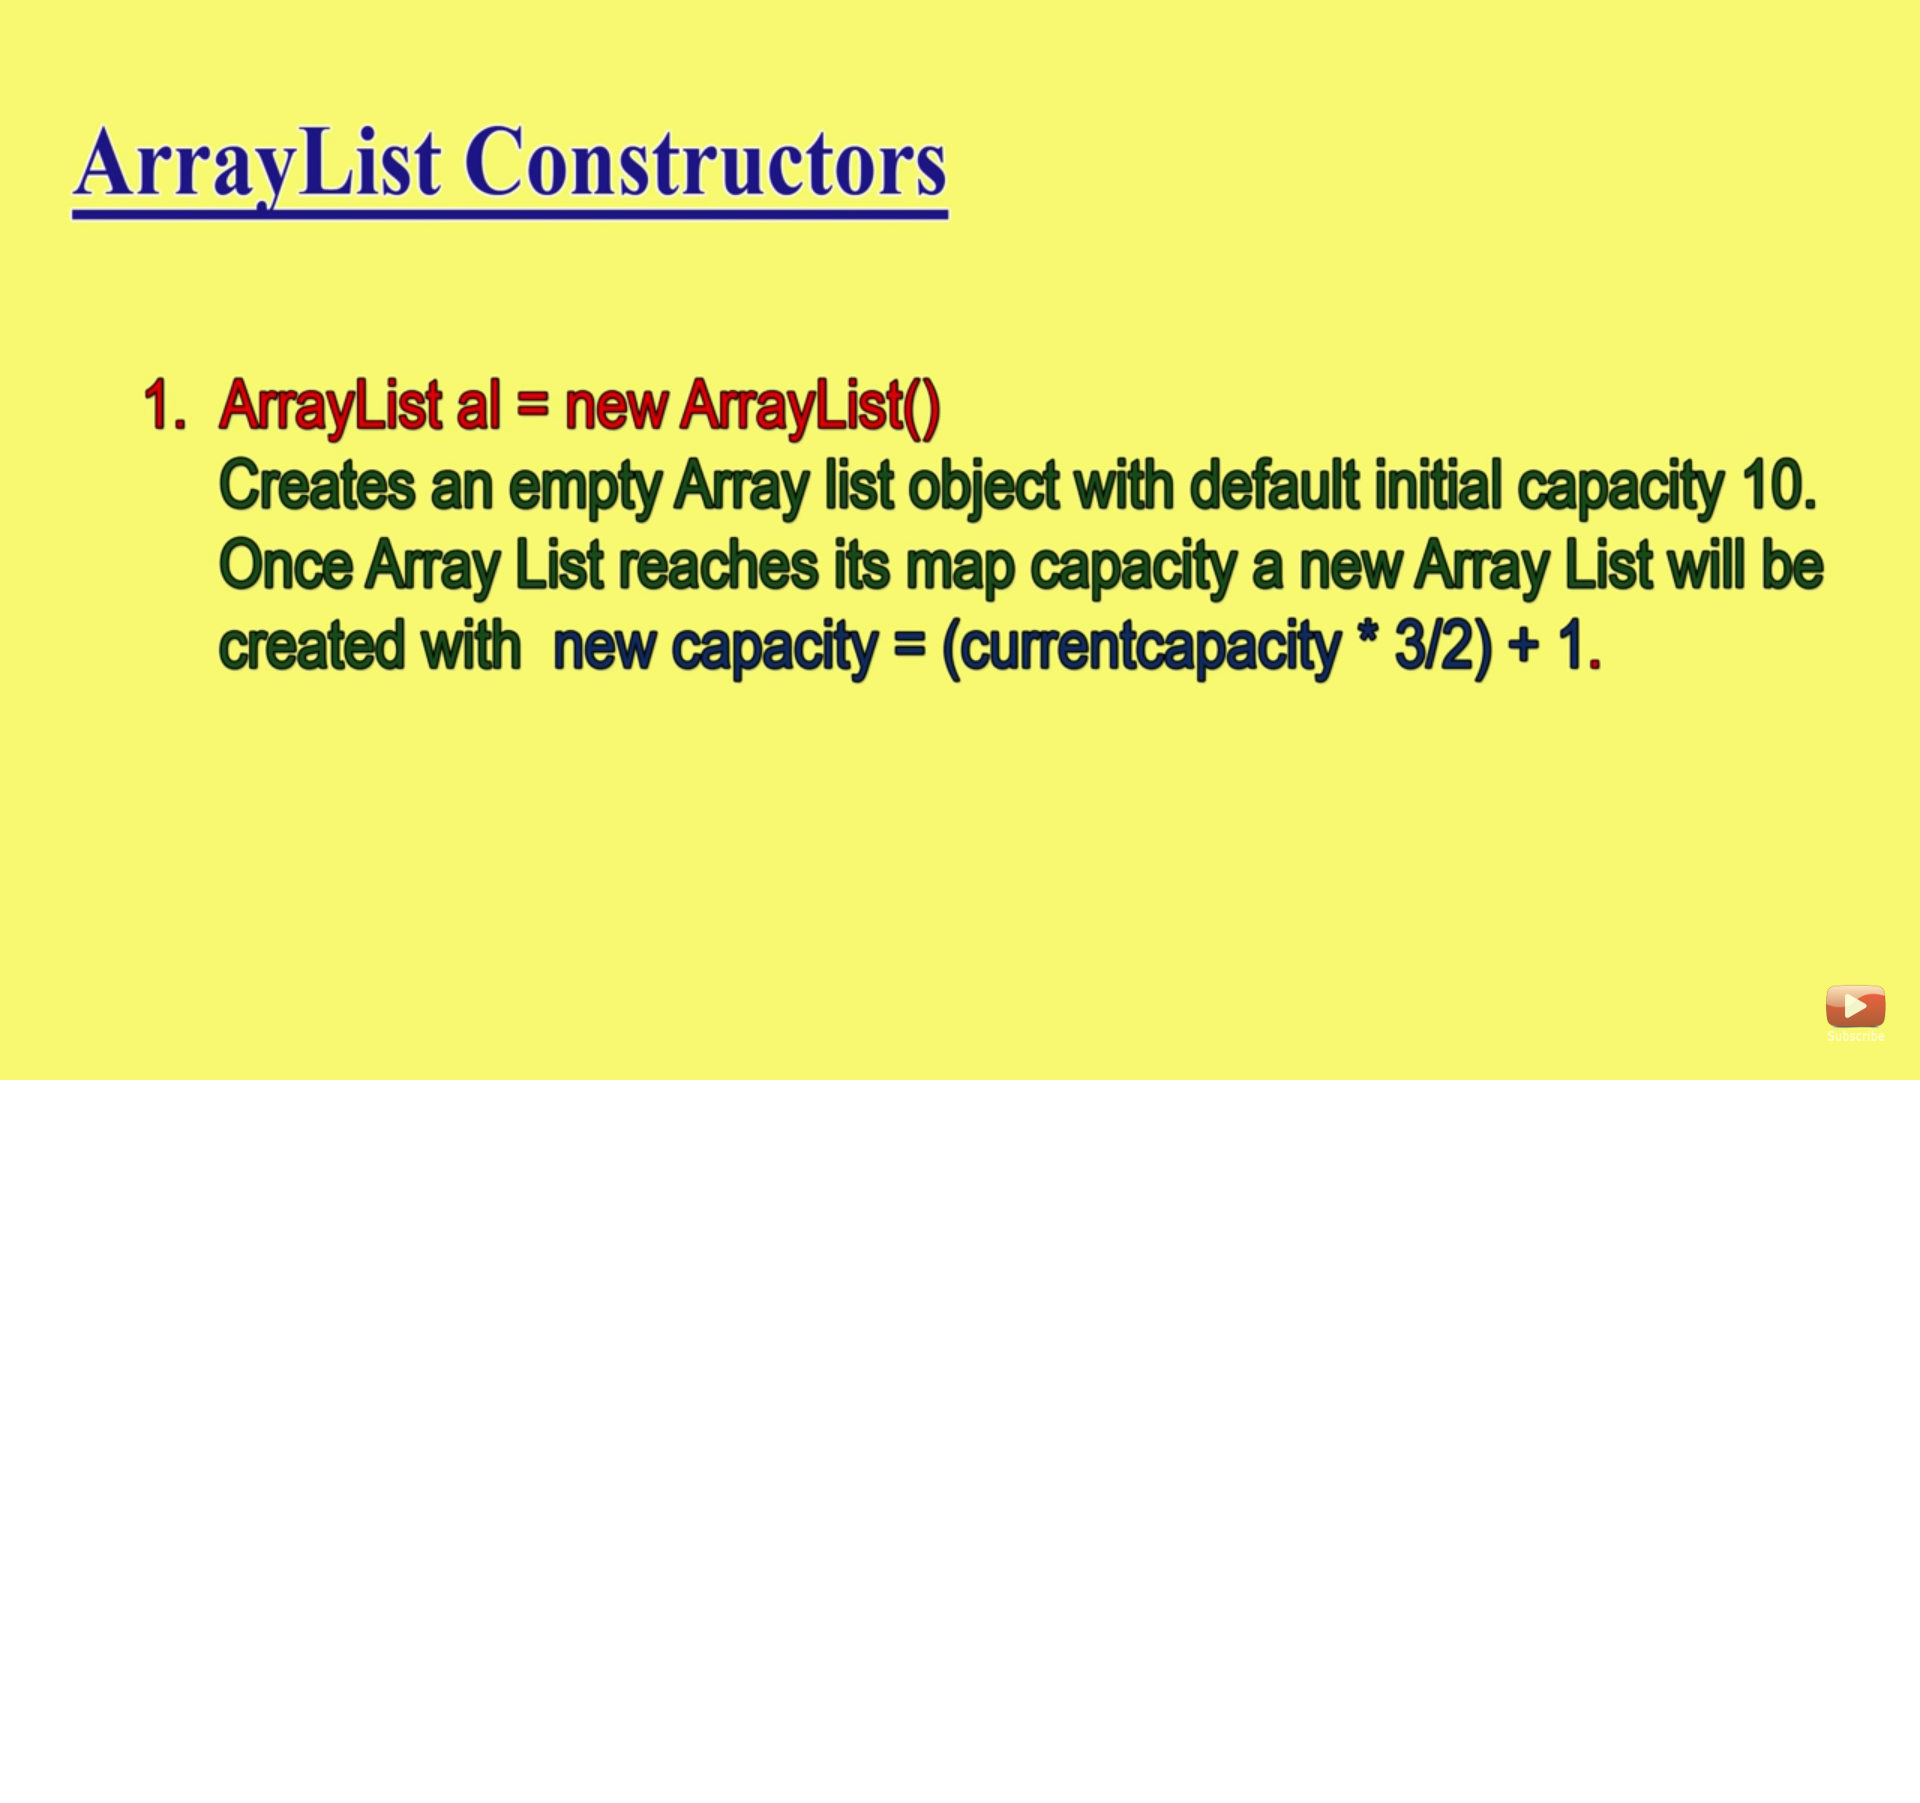 ArrayList Constructors
1. ArrayList al = new ArrayList()
Creates an empty Array list object with default initial capacity 10.
Once Array List reaches its map capacity a new Array List will be
created with new capacity = (currentcapacity * 3/2) + 1.
Subscribe